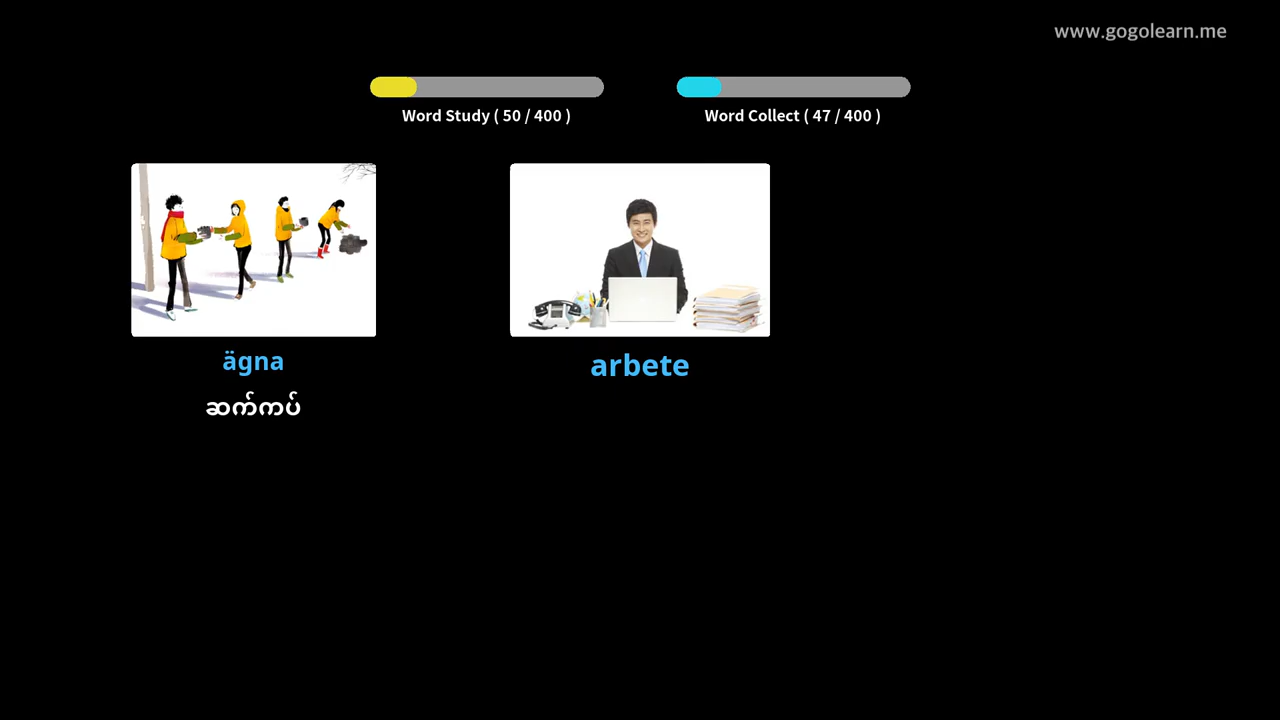 www.gogolearn.me
Word Study ( 50 / 400 )
Word Collect ( 47 / 400 )
ägna
ဆက်ကပ်
arbete